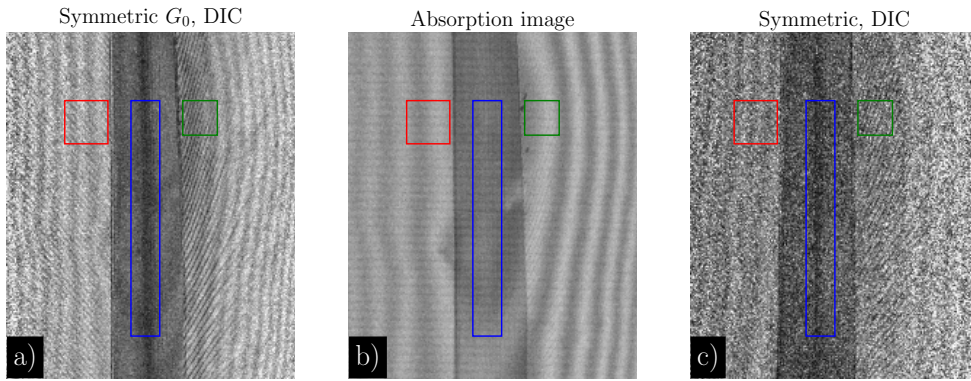 Symmetric G₀, DIC
Absorption image
Symmetric, DIC
a)
b)
c)